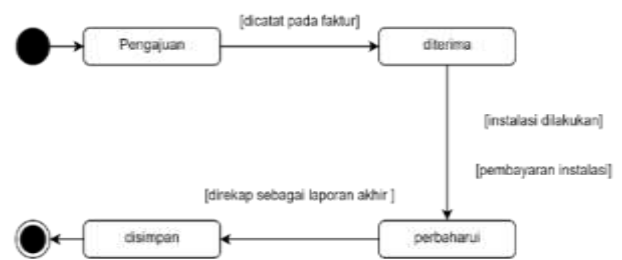 [dicatat pada faktur]
Pengajuan
diterima
[instalasi dilakukan]
[pembayaran instalasi]
[direkap sebagai laporan akhir ]
disimpan
perbaharui